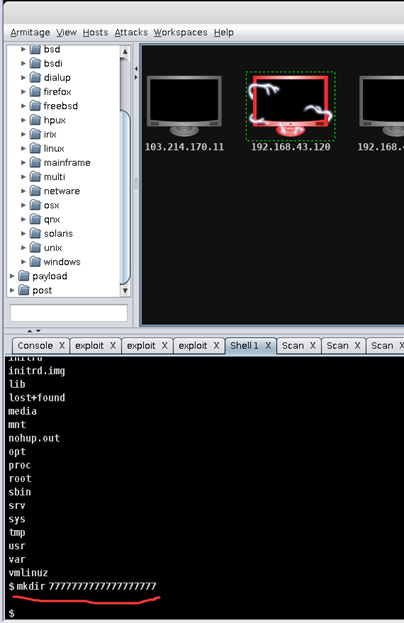 Armitage View Hosts Attacks Workspaces Help
bsd
bsdi
dialup
firefox
freebsd
hpux
irix
linux
mainframe
multi
netware
osx
qnx
solaris
unix
windows
payload
post
103.214.170.11
192.168.43.120
192.168.4
Console X exploit X exploit X exploit X Shell 1 X Scan X Scan X Scan X
initrd
initrd.img
lib
lost+found
media
mnt
nohup.out
opt
proc
root
sbin
srv
sys
tmp
usr
var
vmlinuz
$ mkdir 7777777777777777777
$